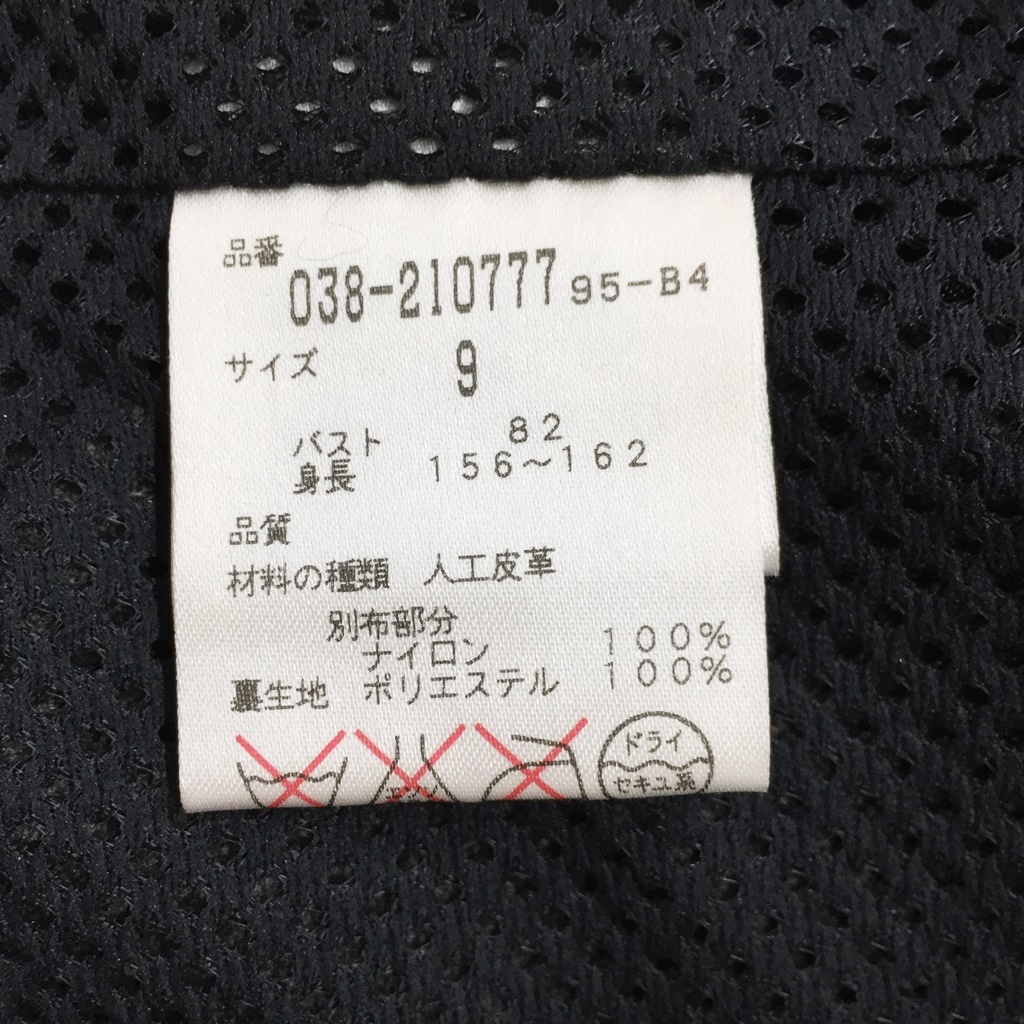 品番 038-210777 95-B4
サイズ 9
バスト 82
身長 156～162
品質
材料の種類 人工皮革
別布部分
ナイロン 100%
裏生地 ポリエステル 100%
ドライ
セキユ系